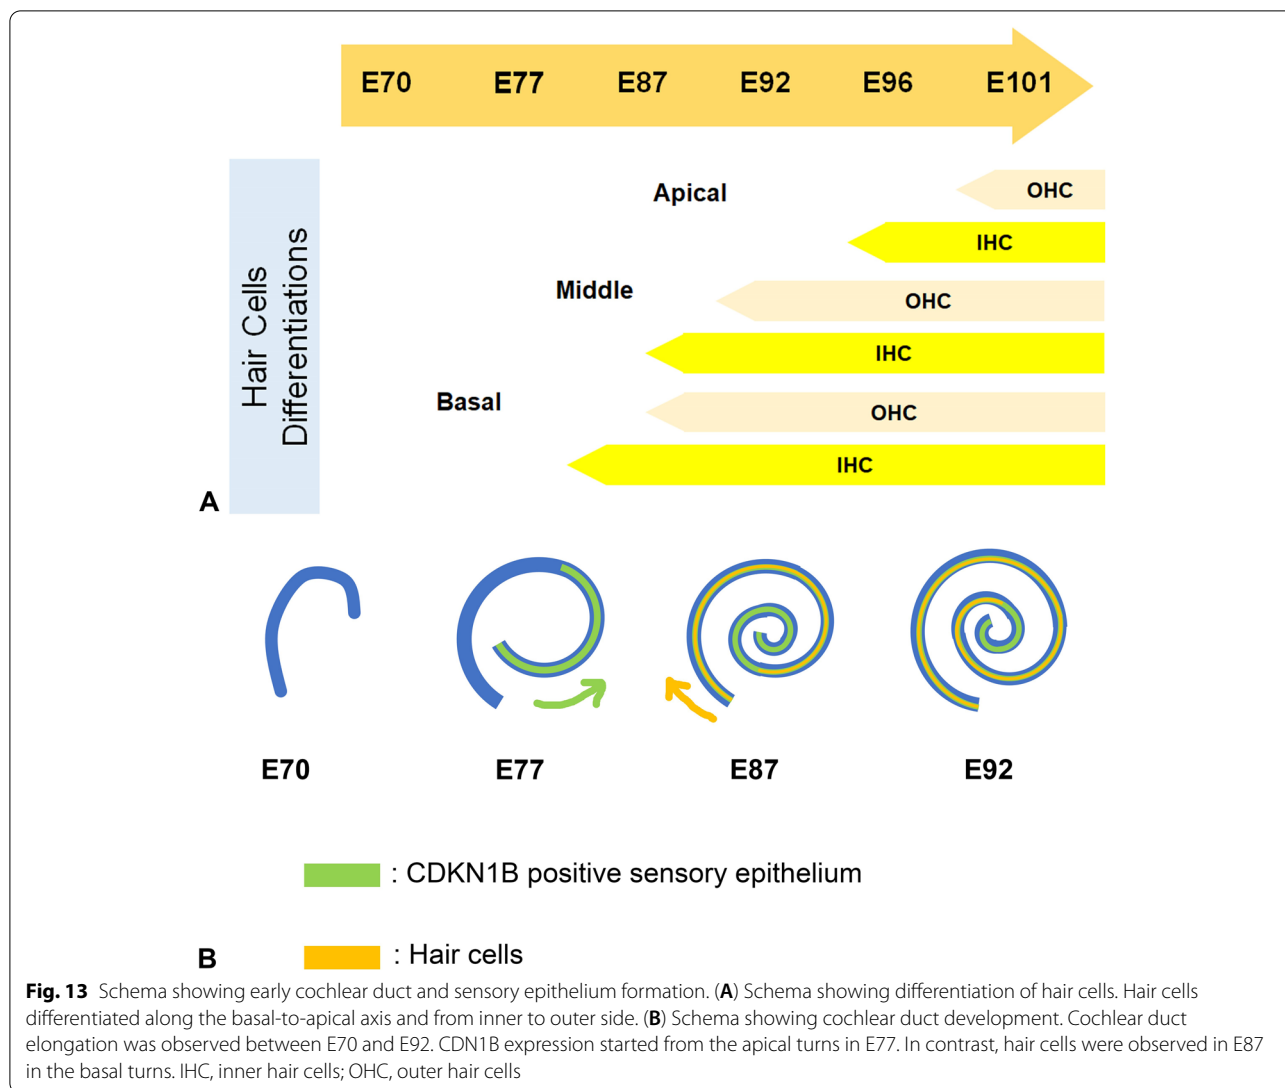 E70 E77 E87 E92 E96 E101
Hair Cells
Differentiations
Apical
OHC
IHC
Middle
OHC
IHC
Basal
OHC
IHC
A
E70 E77 E87 E92
: CDKN1B positive sensory epithelium
B
: Hair cells
Fig. 13 Schema showing early cochlear duct and sensory epithelium formation. (A) Schema showing differentiation of hair cells. Hair cells
differentiated along the basal-to-apical axis and from inner to outer side. (B) Schema showing cochlear duct development. Cochlear duct
elongation was observed between E70 and E92. CDN1B expression started from the apical turns in E77. In contrast, hair cells were observed in E87
in the basal turns. IHC, inner hair cells; OHC, outer hair cells